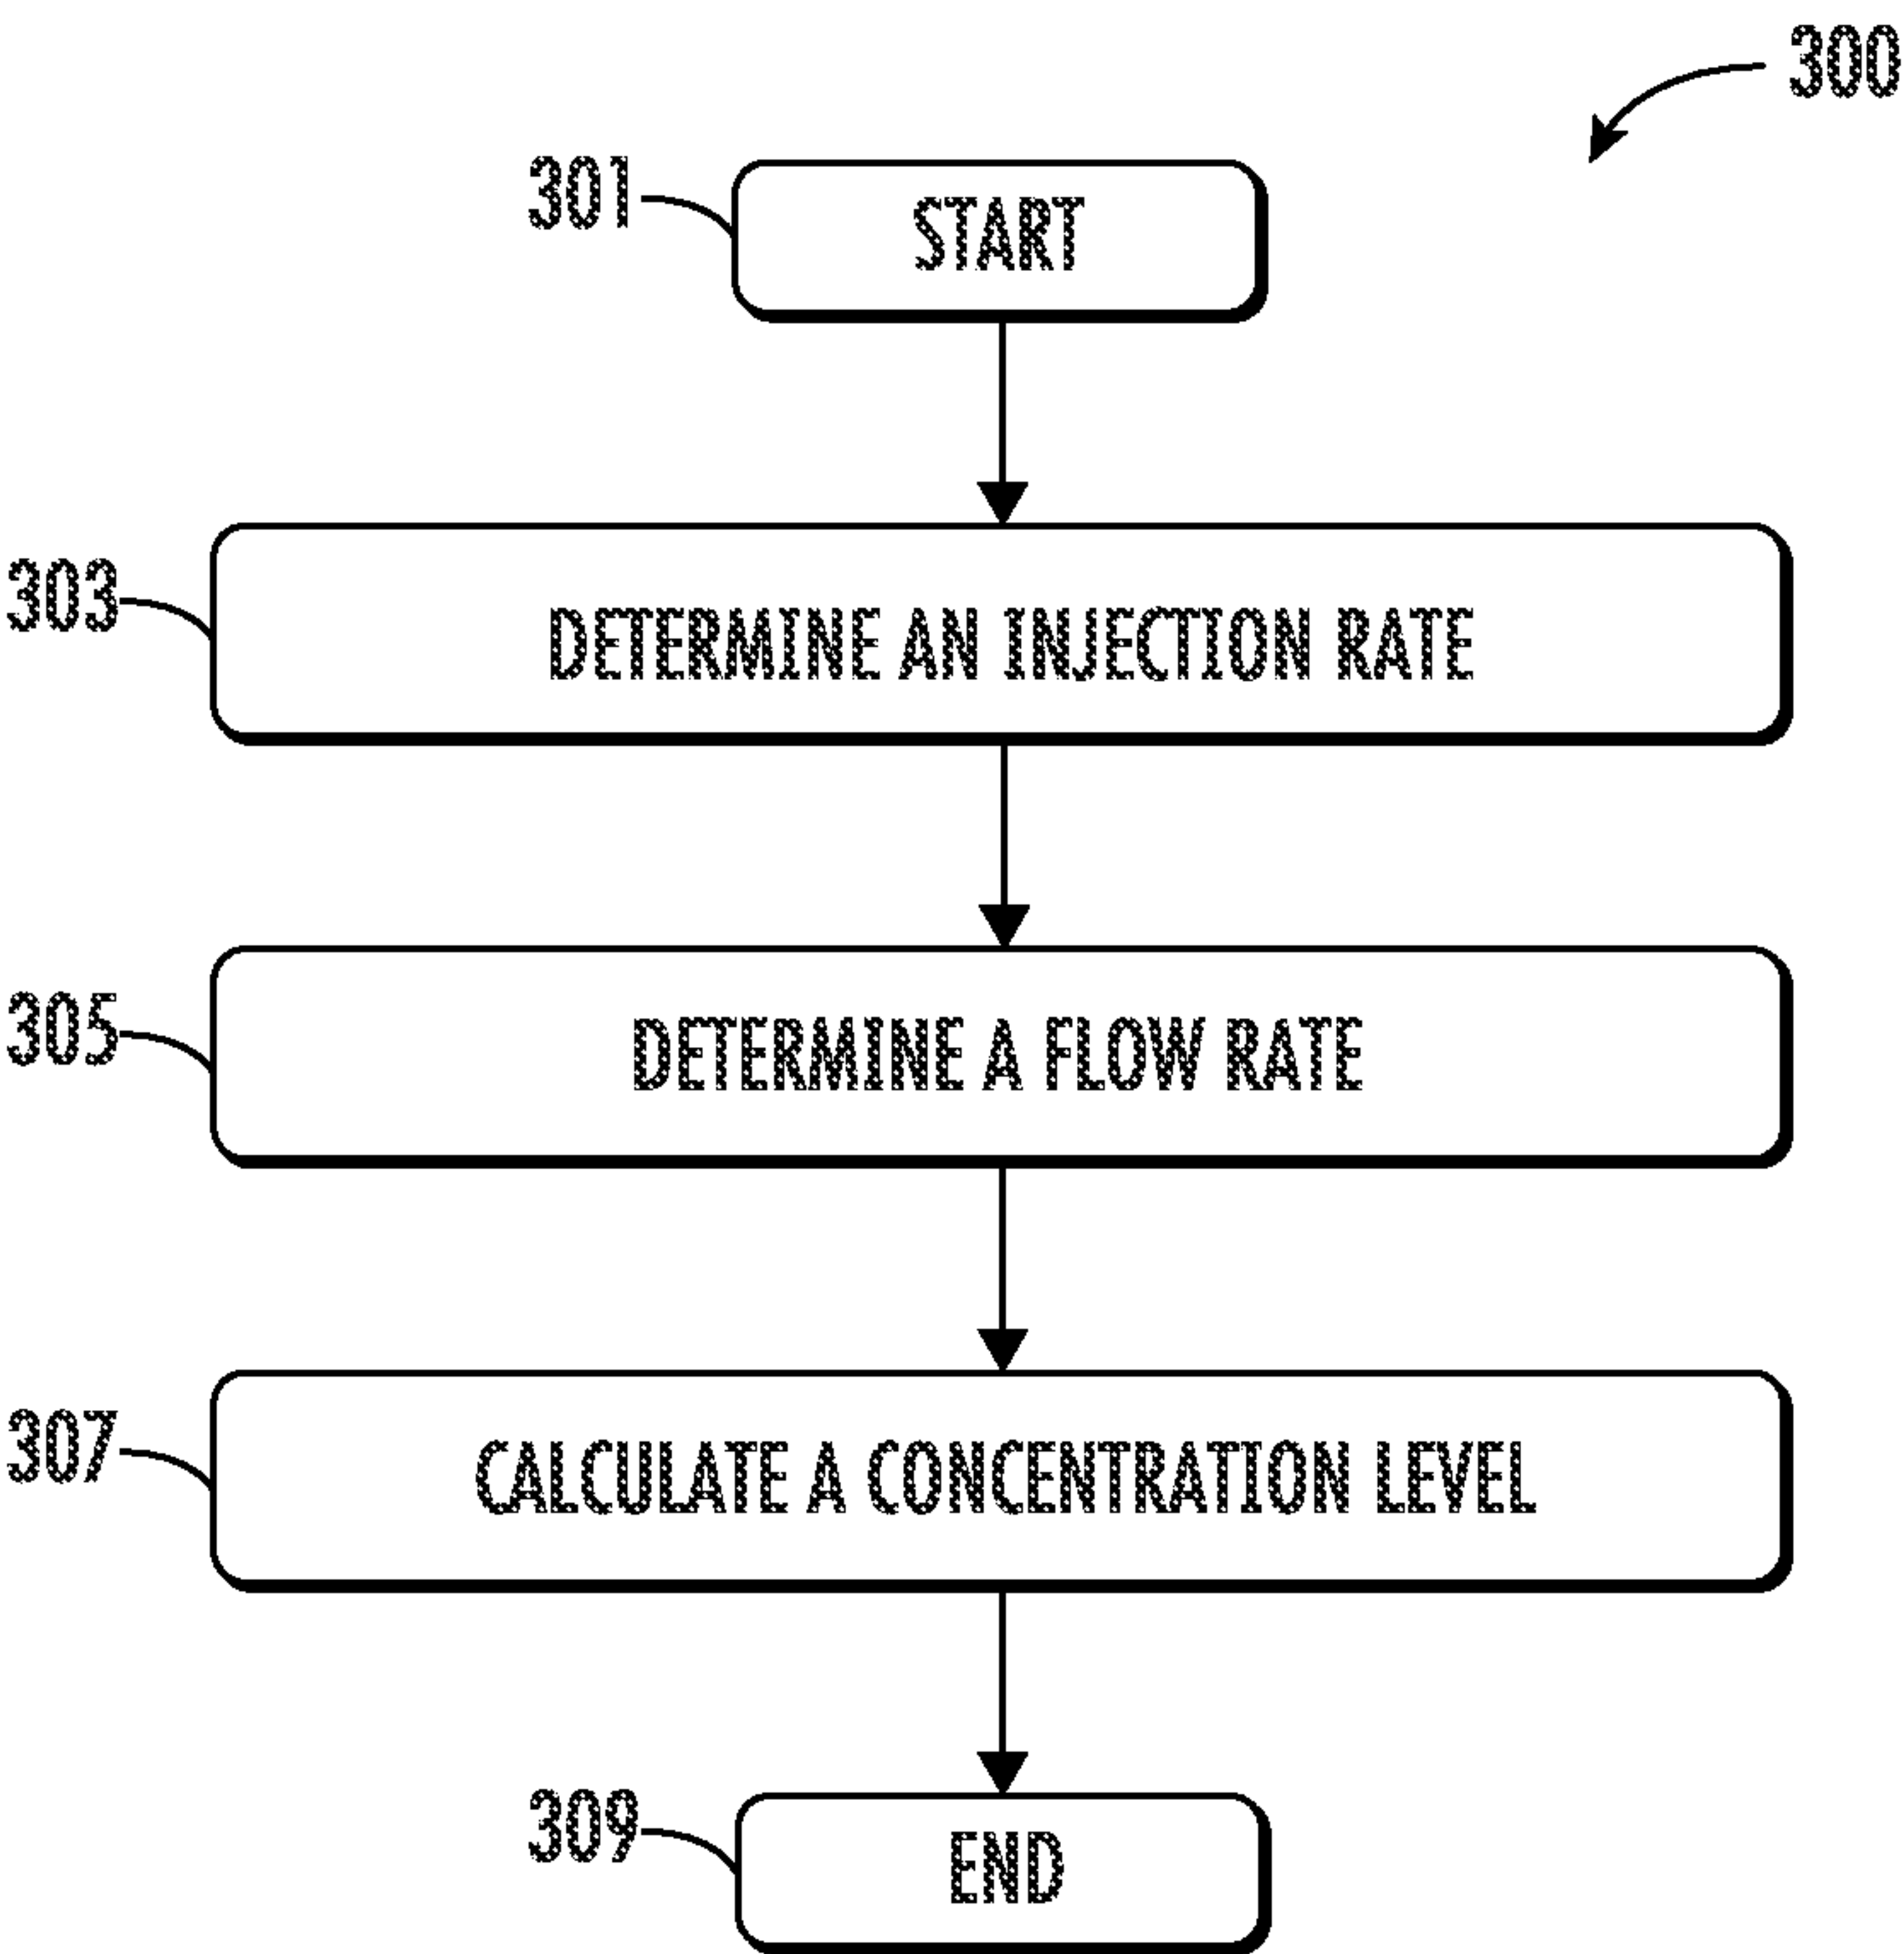 300
301
START
303
DETERMINE AN INJECTION RATE
305
DETERMINE A FLOW RATE
307
CALCULATE A CONCENTRATION LEVEL
309
END